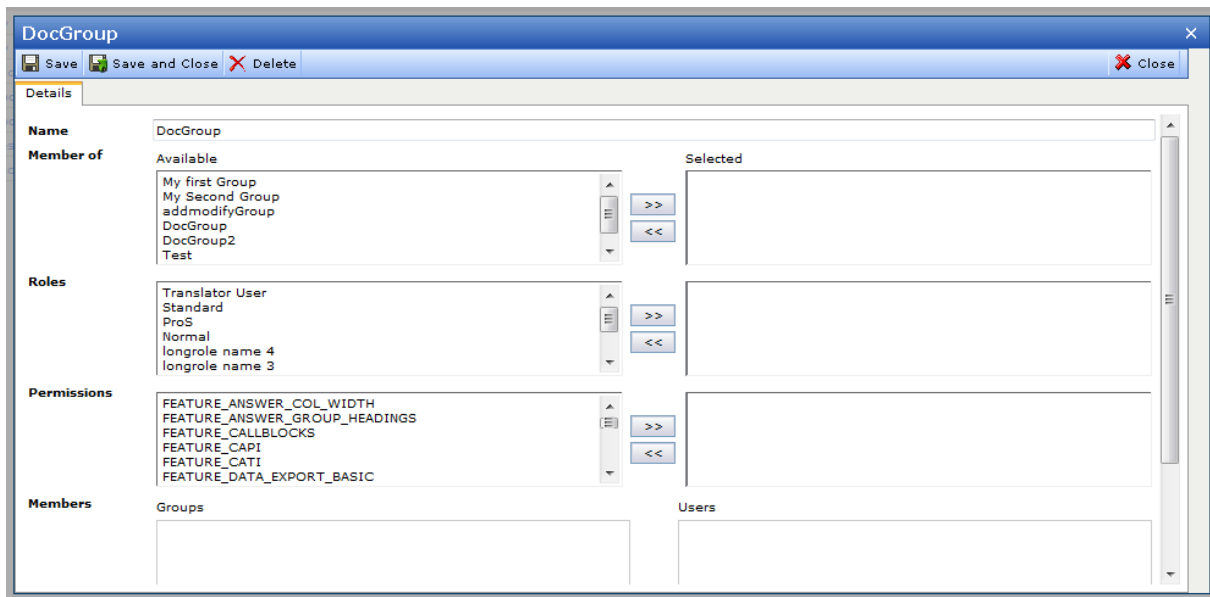 DocGroup
Save Save and Close Delete Close
Details
Name DocGroup
Member of Available Selected
My first Group
My Second Group
addmodifyGroup
DocGroup
DocGroup2
Test
>>
<<
Roles
Translator User
Standard
ProS
Normal
longrole name 4
longrole name 3
>>
<<
Permissions
FEATURE_ANSWER_COL_WIDTH
FEATURE_ANSWER_GROUP_HEADINGS
FEATURE_CALLBLOCKS
FEATURE_CAPI
FEATURE_CATI
FEATURE_DATA_EXPORT_BASIC
>>
<<
Members Groups Users